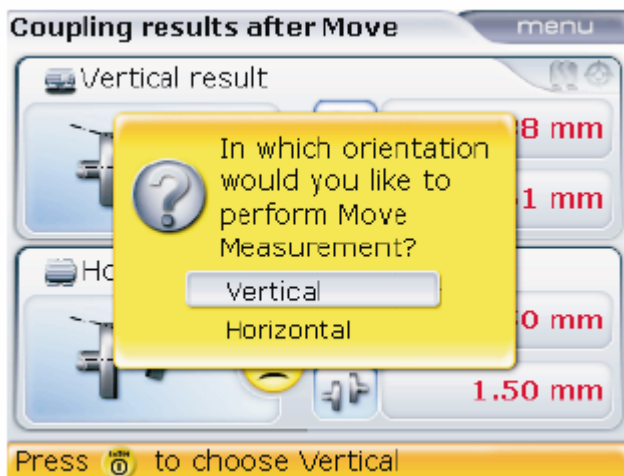 Coupling results after Move
menu
Vertical result
8 mm
1 mm
In which orientation
would you like to
perform Move
Measurement?
Vertical
Horizontal
Ho
0 mm
1.50 mm
Press to choose Vertical